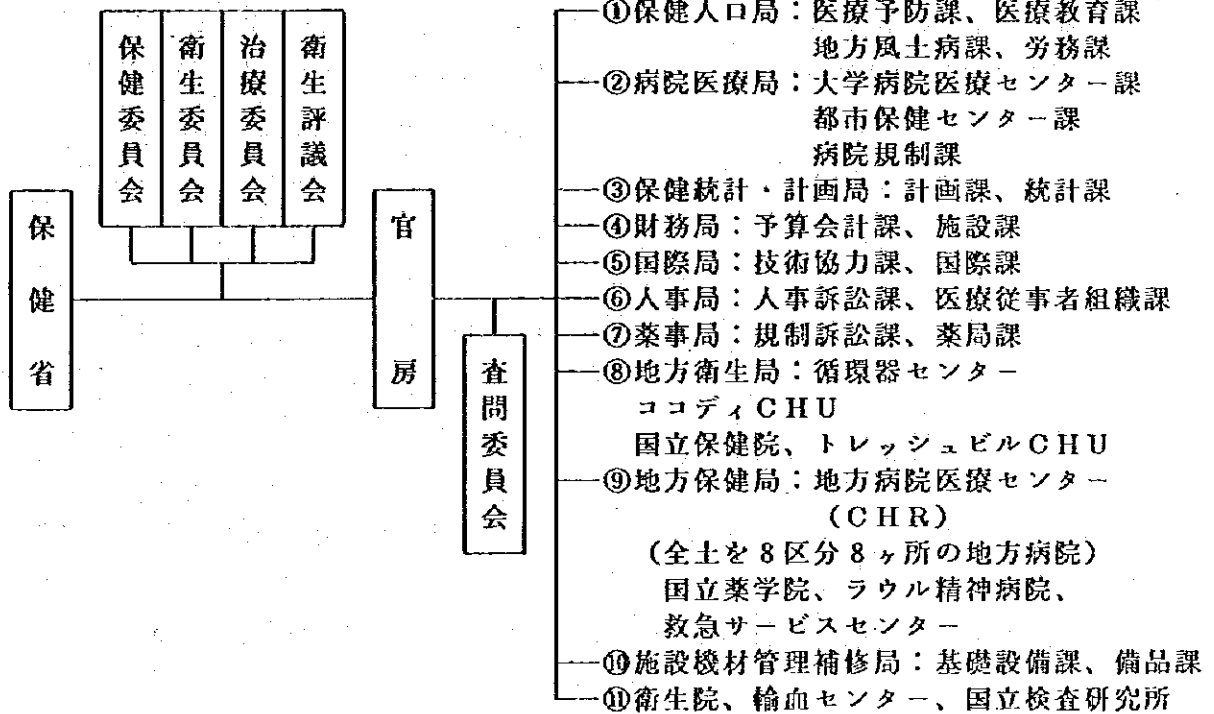 保健委員会
衛生委員会
治療委員会
衛生評議会
保健省
官房
査問委員会
①保健人口局：医療予防課、医療教育課
地方風土病課、労務課
②病院医療局：大学病院医療センター課
都市保健センター課
病院規制課
③保健統計・計画局：計画課、統計課
④財務局：予算会計課、施設課
⑤国際局：技術協力課、国際課
⑥人事局：人事訴訟課、医療従事者組織課
⑦薬事局：規制訴訟課、薬局課
⑧地方衛生局：循環器センター
ココディCHU
国立保健院、トレッシュビルCHU
⑨地方保健局：地方病院医療センター
(CHR)
(全土を8区分8ヶ所の地方病院)
国立薬学院、ラウル精神病院、
救急サービスセンター
⑩施設機材管理補修局：基礎設備課、備品課
⑪衛生院、輸血センター、国立検査研究所